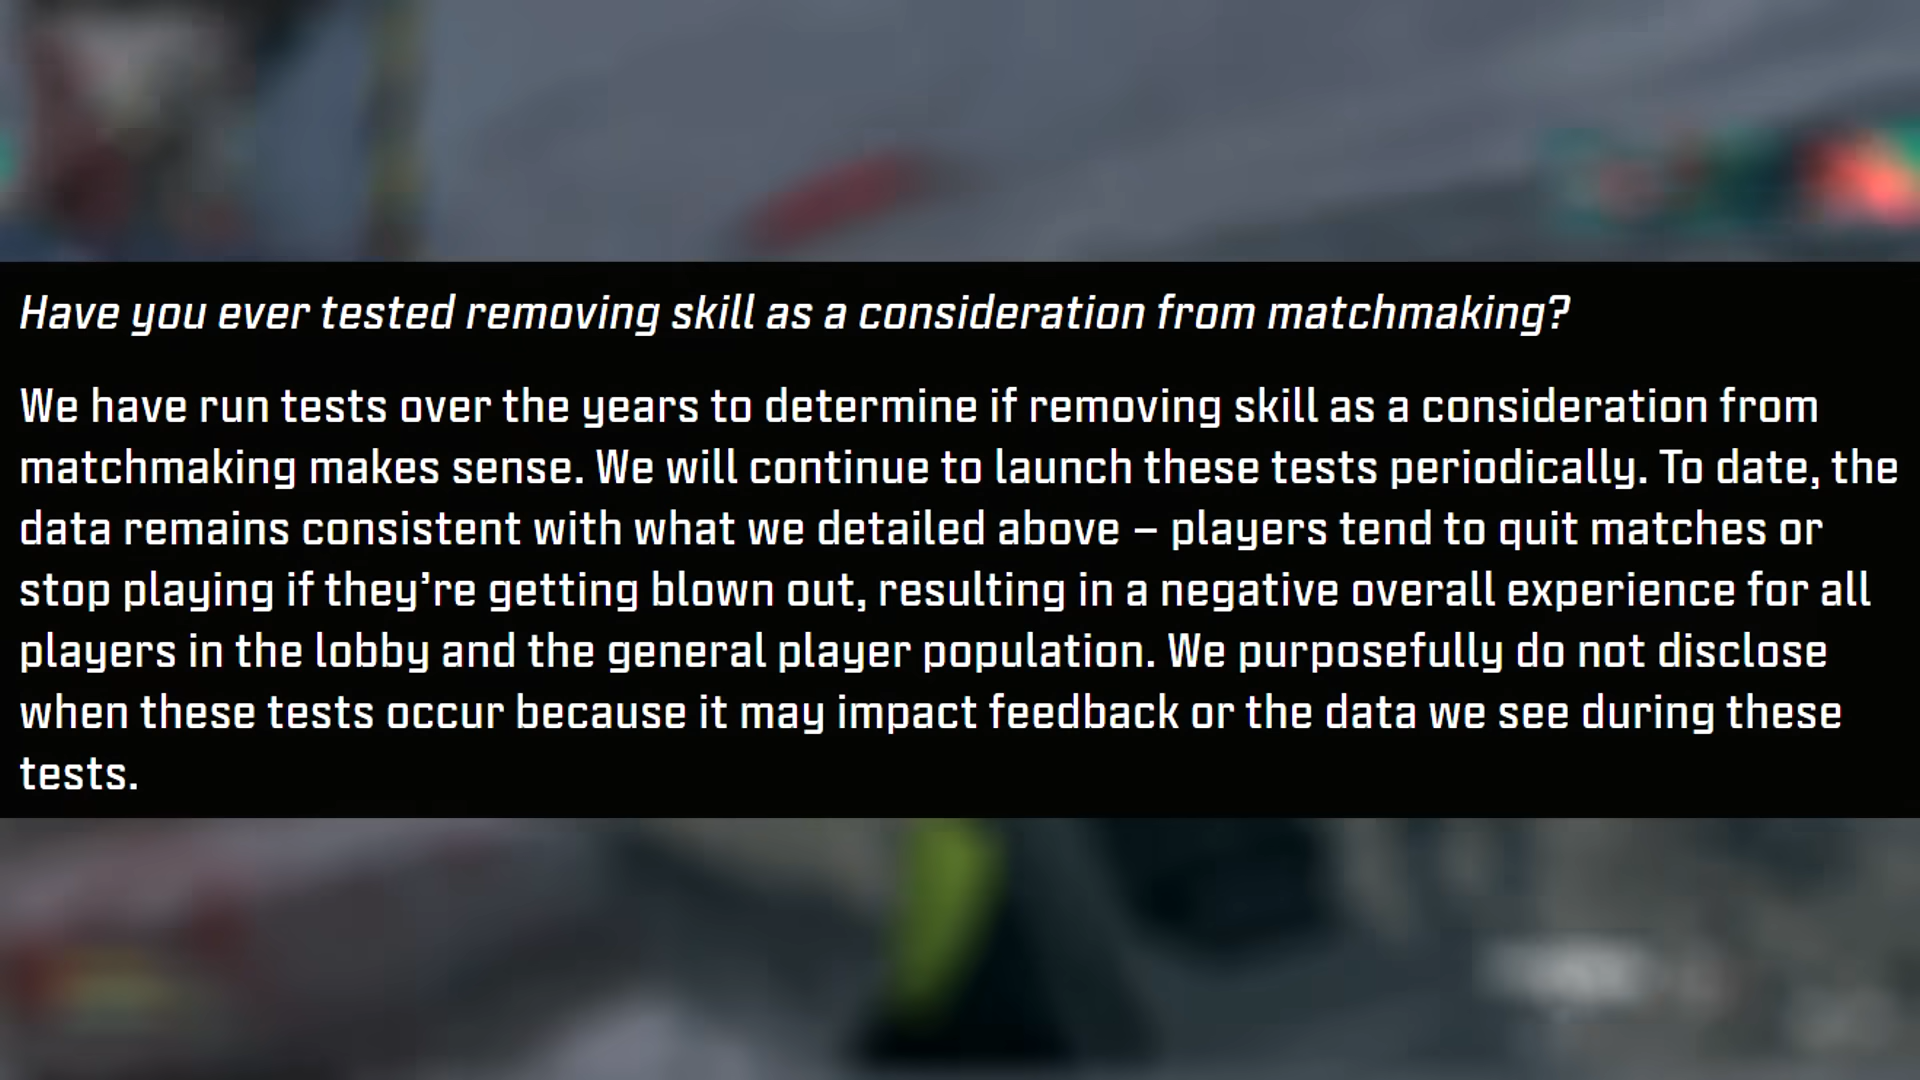 Have you ever tested removing skill as a consideration from matchmaking?
We have run tests over the years to determine if removing skill as a consideration from
matchmaking makes sense. We will continue to launch these tests periodically. To date, the
data remains consistent with what we detailed above – players tend to quit matches or
stop playing if they’re getting blown out, resulting in a negative overall experience for all
players in the lobby and the general player population. We purposefully do not disclose
when these tests occur because it may impact feedback or the data we see during these
tests.